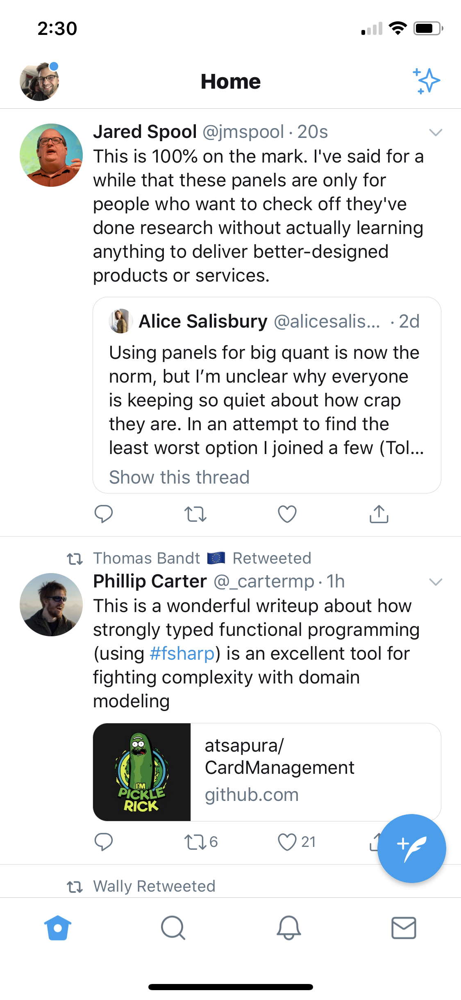 2:30
Home
Jared Spool @jmspool · 20s
This is 100% on the mark. I've said for a
while that these panels are only for
people who want to check off they've
done research without actually learning
anything to deliver better-designed
products or services.
Alice Salisbury @alicesalis... · 2d
Using panels for big quant is now the
norm, but I’m unclear why everyone
is keeping so quiet about how crap
they are. In an attempt to find the
least worst option I joined a few (Tol...
Show this thread
Thomas Bandt 🇪🇺 Retweeted
Phillip Carter @_cartermp · 1h
This is a wonderful writeup about how
strongly typed functional programming
(using #fsharp) is an excellent tool for
fighting complexity with domain
modeling
I'M
PICKLE
RICK
atsapura/
CardManagement
github.com
6 21
Wally Retweeted